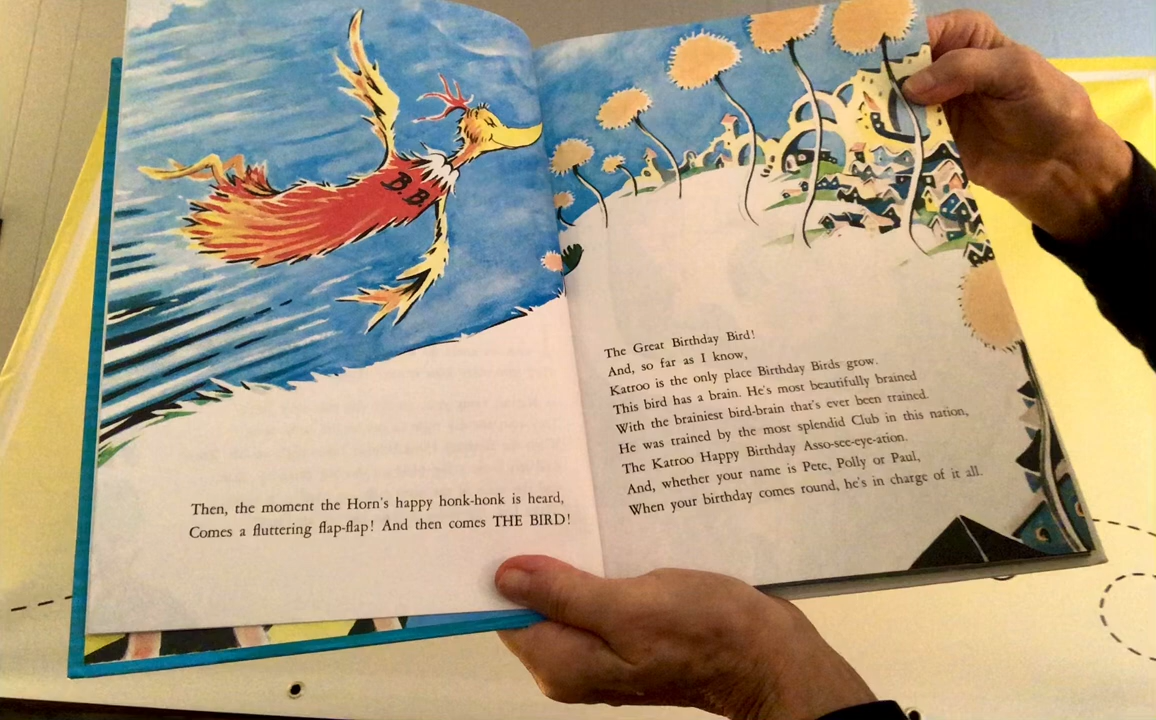 B.B.
Then, the moment the Horn's happy honk-honk is heard,
Comes a fluttering flap-flap! And then comes THE BIRD!
The Great Birthday Bird!
And, so far as I know,
Katroo is the only place Birthday Birds grow.
This bird has a brain. He's most beautifully brained
With the brainiest bird-brain that's ever been trained.
He was trained by the most splendid Club in this nation,
The Katroo Happy Birthday Asso-see-eye-ation.
And, whether your name is Pete, Polly or Paul,
When your birthday comes round, he's in charge of it all.